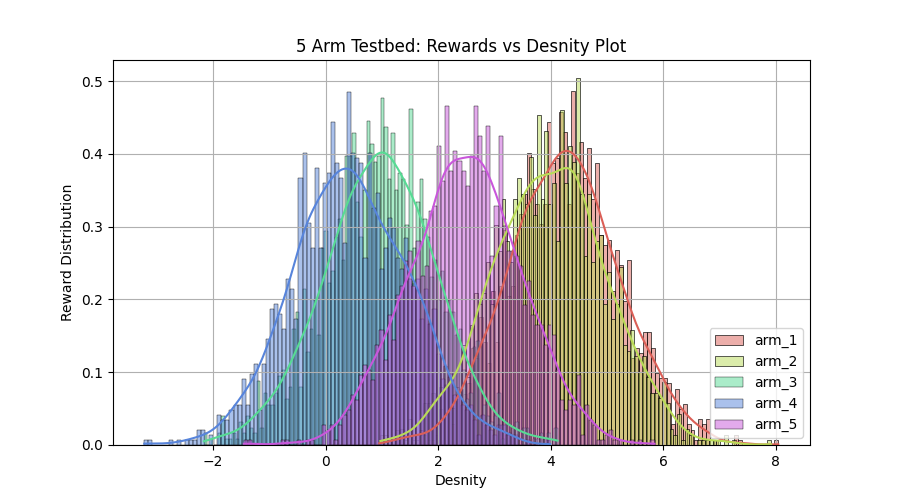 5 Arm Testbed: Rewards vs Desnity Plot
0.5
0.4
0.3
0.2
0.1
0.0
Reward Distribution
arm_1
arm_2
arm_3
arm_4
arm_5
−2
0
2
4
6
8
Desnity